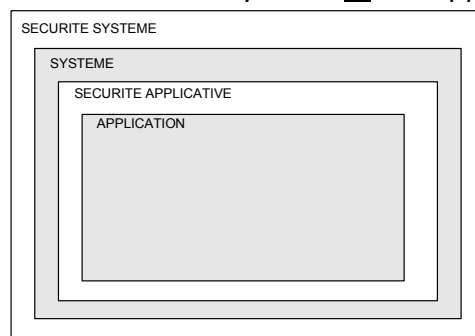 SECURITE SYSTEME
SYSTEME
SECURITE APPLICATIVE
APPLICATION